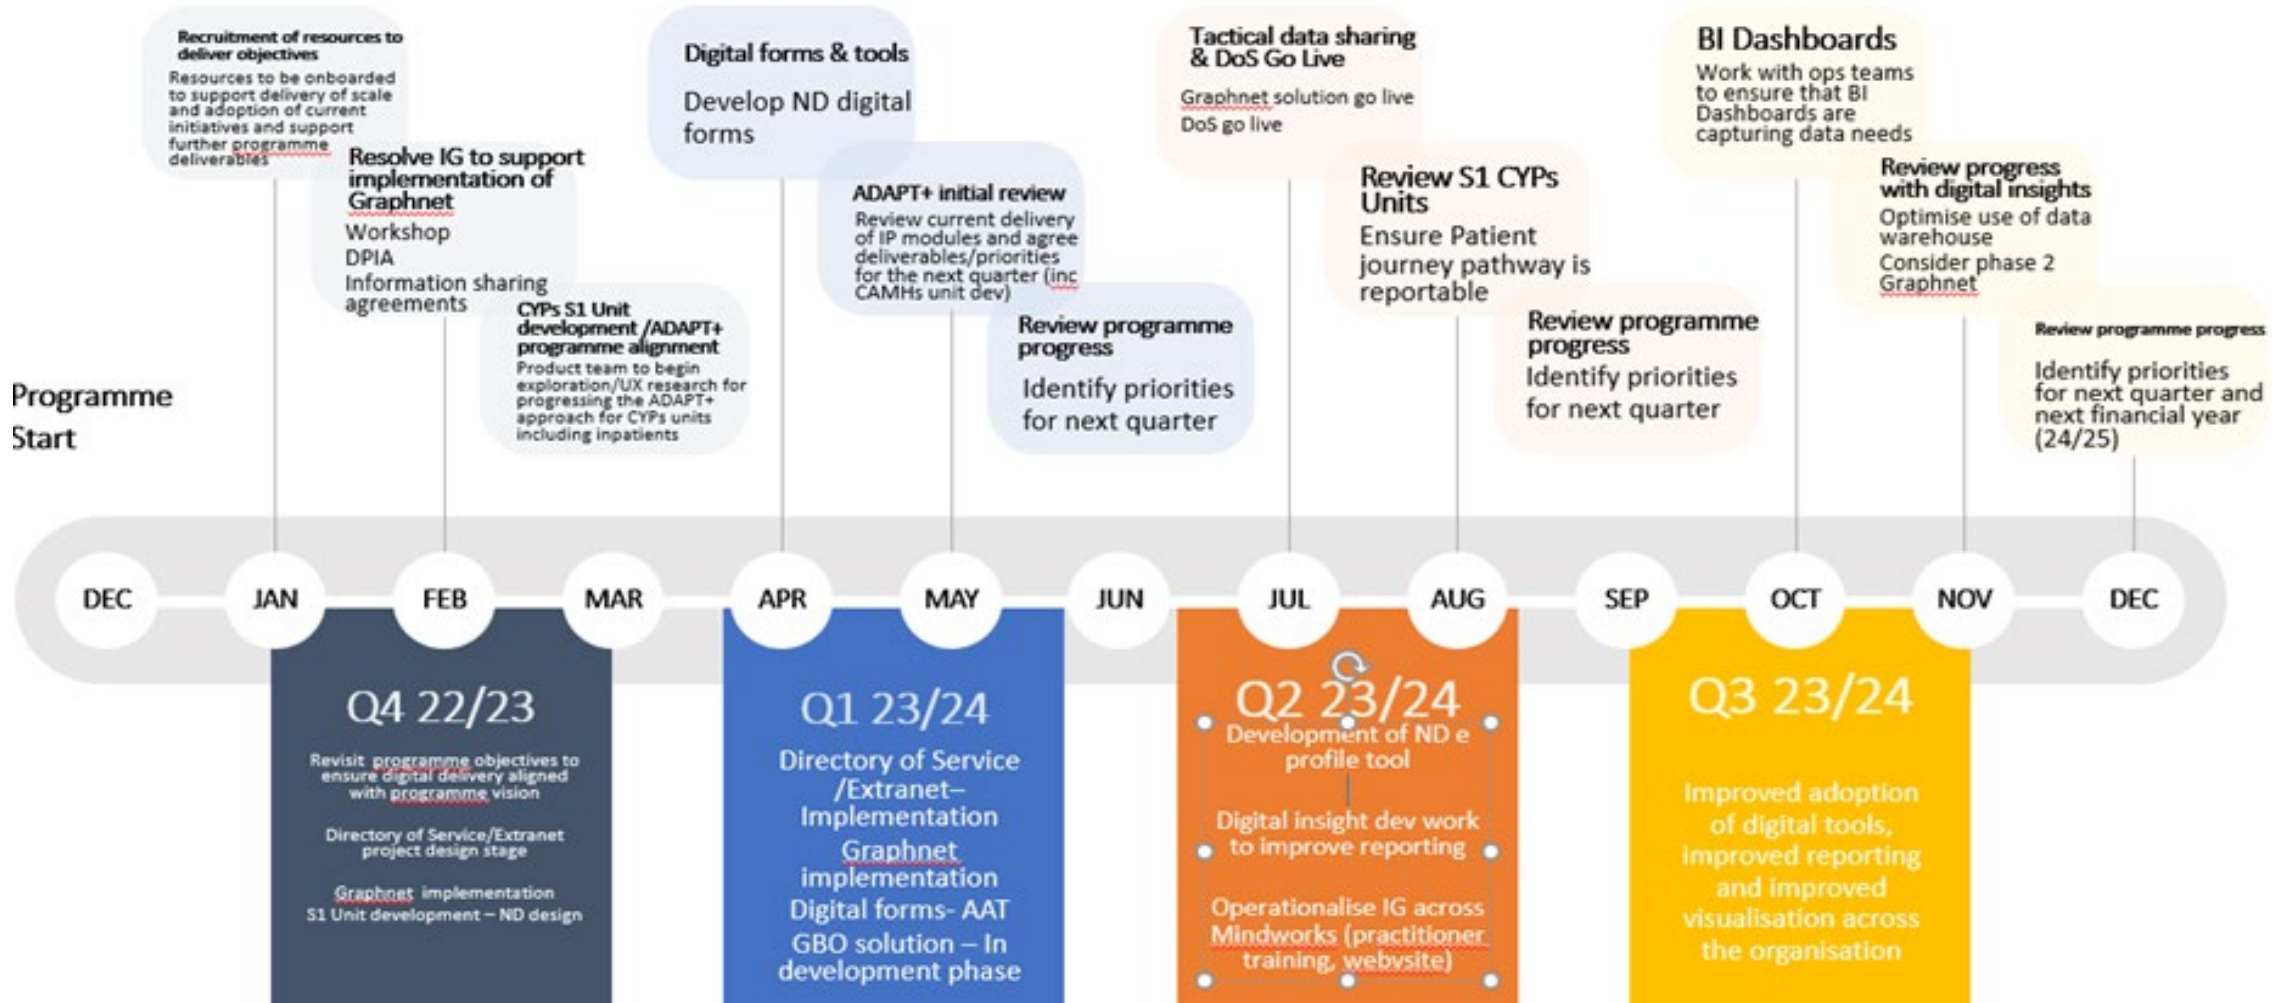 Recruitment of resources to
deliver objectives
Resources to be onboarded
to support delivery of scale
and adoption of current
initiatives and support
further programme
deliverables
Resolve IG to support
implementation of
Graphnet
Workshop
DPIA
Information sharing
agreements
CYPs S1 Unit
development /ADAPT+
programme alignment
Product team to begin
exploration/UX research for
progressing the ADAPT+
approach for CYPs units
including inpatients
Digital forms & tools
Develop ND digital
forms
ADAPT+ initial review
Review current delivery
of IP modules and agree
deliverables/priorities
for the next quarter (inc
CAMHs unit dev)
Review programme
progress
Identify priorities
for next quarter
Tactical data sharing
& DoS Go Live
Graphnet solution go live
DoS go live
Review S1 CYPs
Units
Ensure Patient
journey pathway is
reportable
Review programme
progress
Identify priorities
for next quarter
BI Dashboards
Work with ops teams
to ensure that BI
Dashboards are
capturing data needs
Review progress
with digital insights
Optimise use of data
warehouse
Consider phase 2
Graphnet
Review programme progress
Identify priorities
for next quarter and
next financial year
(24/25)
Programme
Start
DEC
JAN
FEB
MAR
APR
MAY
JUN
JUL
AUG
SEP
OCT
NOV
DEC
Q4 22/23
Revisit programme objectives to
ensure digital delivery aligned
with programme vision
Directory of Service/Extranet
project design stage
Graphnet implementation
S1 Unit development – ND design
Q1 23/24
Directory of Service
/Extranet–
Implementation
Graphnet
implementation
Digital forms- AAT
GBO solution – In
development phase
Q2 23/24
Development of ND e
profile tool
Digital insight dev work
to improve reporting
Operationalise IG across
Mindworks (practitioner
training, webvsite)
Q3 23/24
Improved adoption
of digital tools,
improved reporting
and improved
visualisation across
the organisation